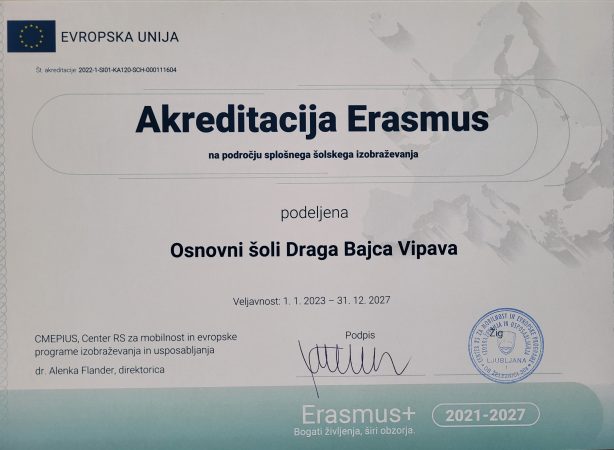 EVROPSKA UNIJA
Št. akreditacije 2022-1-SI01-KA120-SCH-000111604
Akreditacija Erasmus
na področju splošnega šolskega izobraževanja
podeljena
Osnovni šoli Draga Bajca Vipava
Veljavnost: 1. 1. 2023 – 31. 12. 2027
CMEPIUS, Center RS za mobilnost in evropske
programe izobraževanja in usposabljanja
dr. Alenka Flander, direktorica
Podpis
Žig
LJUBLJANA
Erasmus+
Bogati življenja, širi obzorja.
2021-2027